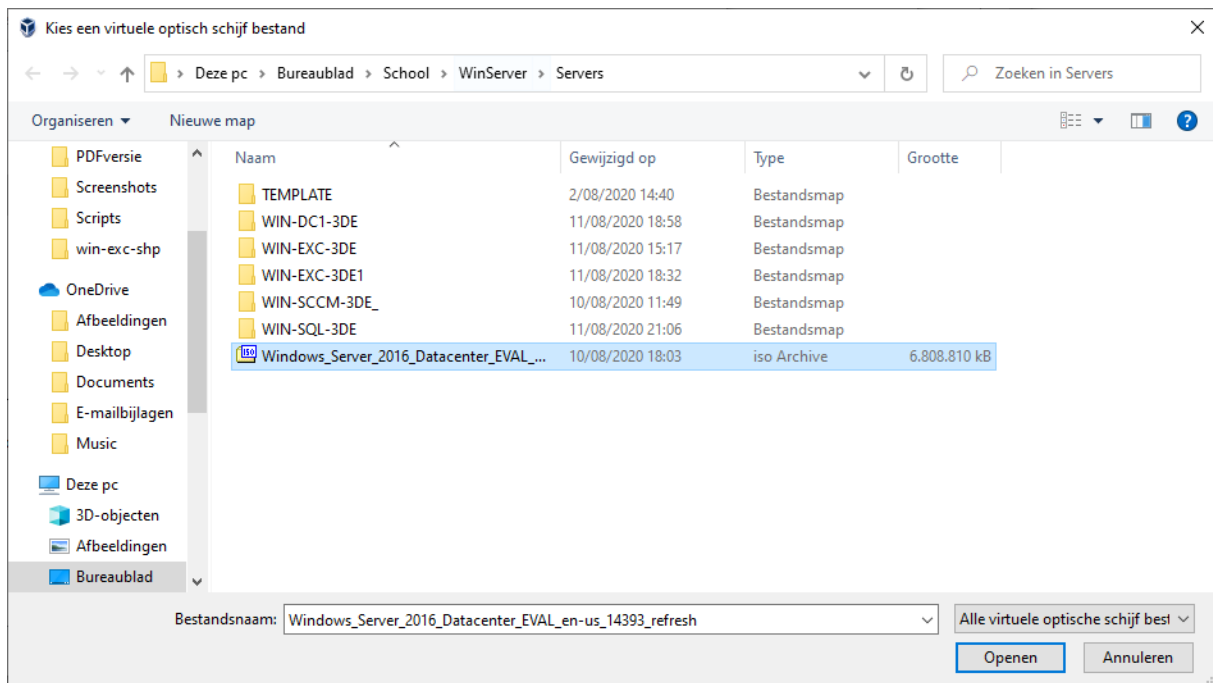 Kies een virtuele optisch schijf bestand
Deze pc > Bureaublad > School > WinServer > Servers
Zoeken in Servers
Organiseren Nieuwe map
PDFversie
Screenshots
Scripts
win-exc-shp
OneDrive
Afbeeldingen
Desktop
Documents
E-mailbijlagen
Music
Deze pc
3D-objecten
Afbeeldingen
Bureaublad
Naam Gewijzigd op Type Grootte
TEMPLATE 2/08/2020 14:40 Bestandsmap
WIN-DC1-3DE 11/08/2020 18:58 Bestandsmap
WIN-EXC-3DE 11/08/2020 15:17 Bestandsmap
WIN-EXC-3DE1 11/08/2020 18:32 Bestandsmap
WIN-SCCM-3DE_ 10/08/2020 11:49 Bestandsmap
WIN-SQL-3DE 11/08/2020 21:06 Bestandsmap
ISO Windows_Server_2016_Datacenter_EVAL_... 10/08/2020 18:03 iso Archive 6.808.810 kB
Bestandsnaam: Windows_Server_2016_Datacenter_EVAL_en-us_14393_refresh
Alle virtuele optische schijf best
Openen Annuleren